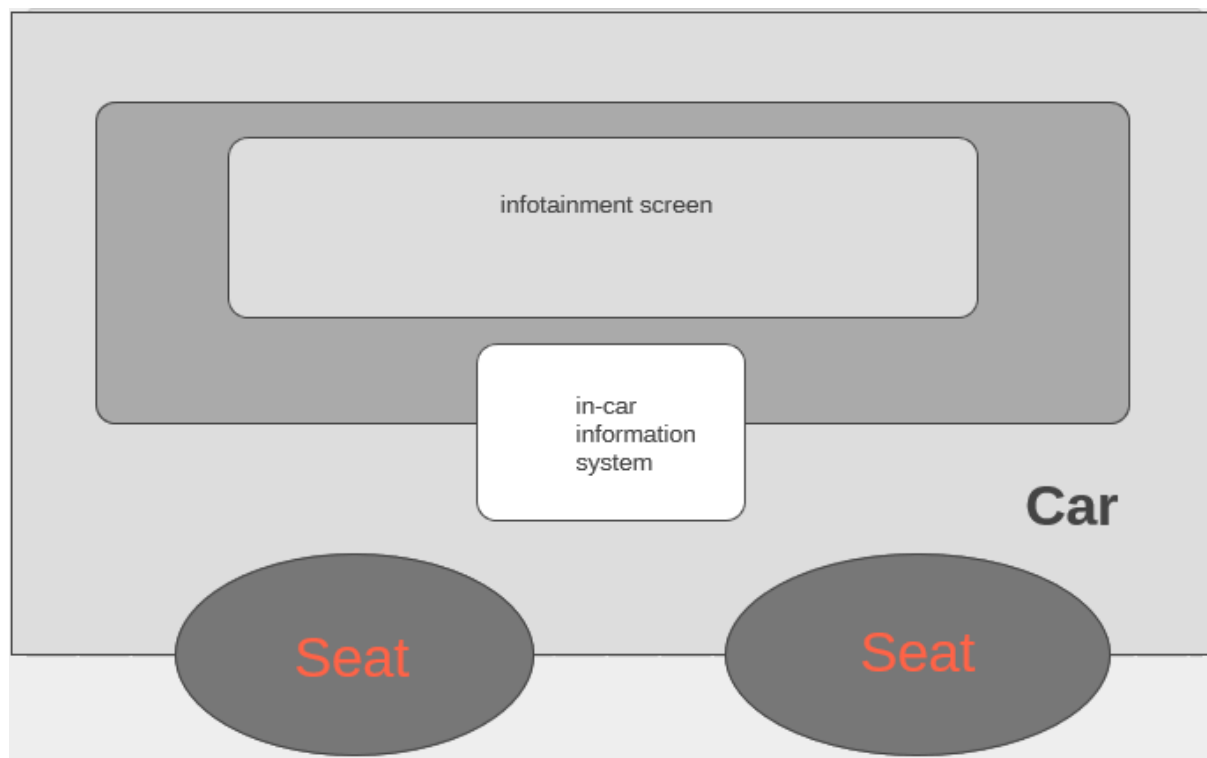 infotainment screen
in-car
information
system
Car
Seat
Seat